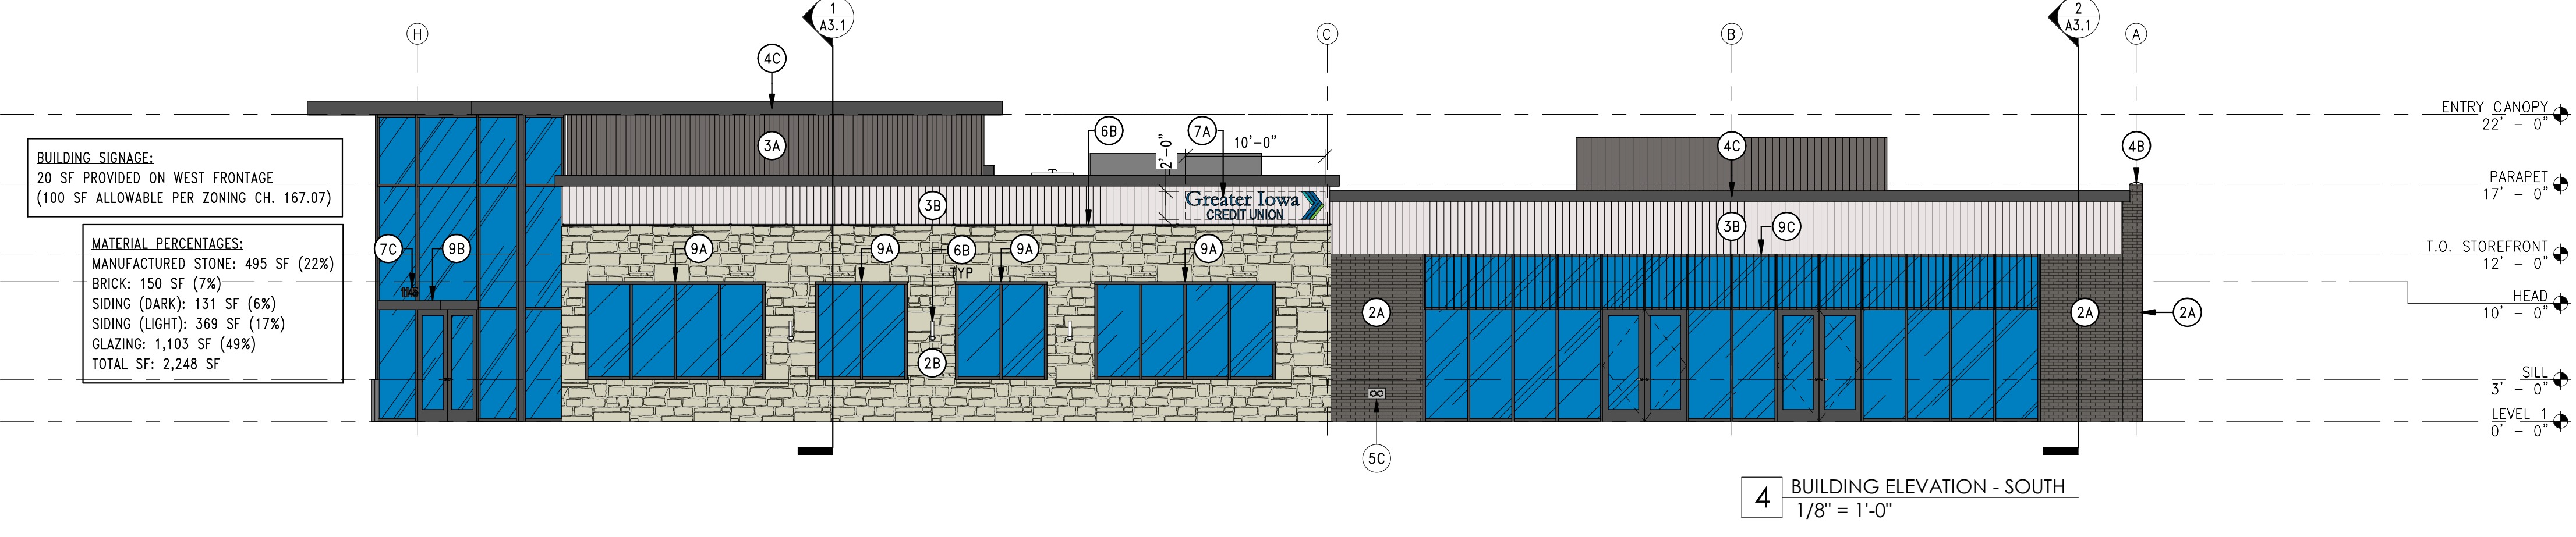 1
A3.1
2
A3.1
H
C
B
A
4C
ENTRY CANOPY
22' - 0"
BUILDING SIGNAGE:
20 SF PROVIDED ON WEST FRONTAGE
(100 SF ALLOWABLE PER ZONING CH. 167.07)
3A
6B
2'-0"
7A
10'-0"
4C
4B
PARAPET
17' - 0"
3B
Greater Iowa
CREDIT UNION
3B
9C
MATERIAL PERCENTAGES:
MANUFACTURED STONE: 495 SF (22%)
BRICK: 150 SF (7%)
SIDING (DARK): 131 SF (6%)
SIDING (LIGHT): 369 SF (17%)
GLAZING: 1,103 SF (49%)
TOTAL SF: 2,248 SF
7C
9B
9A
9A
6B
TYP
9A
9A
T.O. STOREFRONT
12' - 0"
HEAD
10' - 0"
2A
2A
2A
2B
SILL
3' - 0"
LEVEL 1
0' - 0"
5C
4
BUILDING ELEVATION - SOUTH
1/8" = 1'-0"